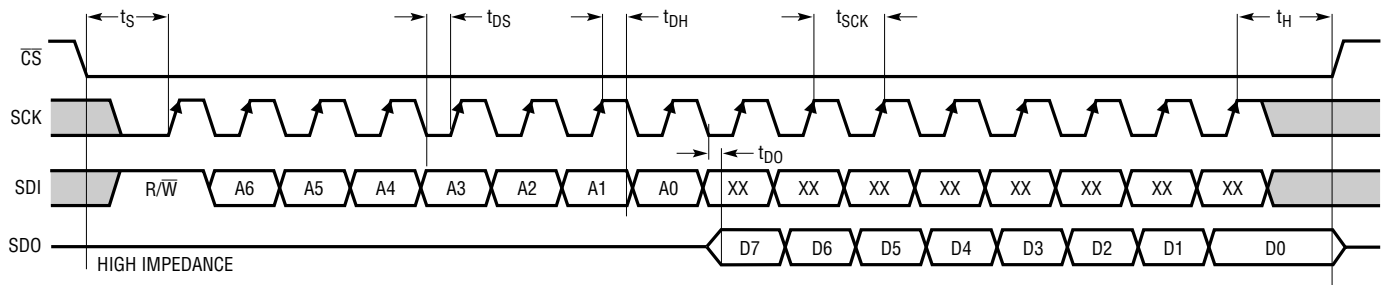 tS tDS tDH tSCK tH
CS
SCK
tDO
SDI R/W A6 A5 A4 A3 A2 A1 A0 XX XX XX XX XX XX XX XX
SDO D7 D6 D5 D4 D3 D2 D1 D0
HIGH IMPEDANCE